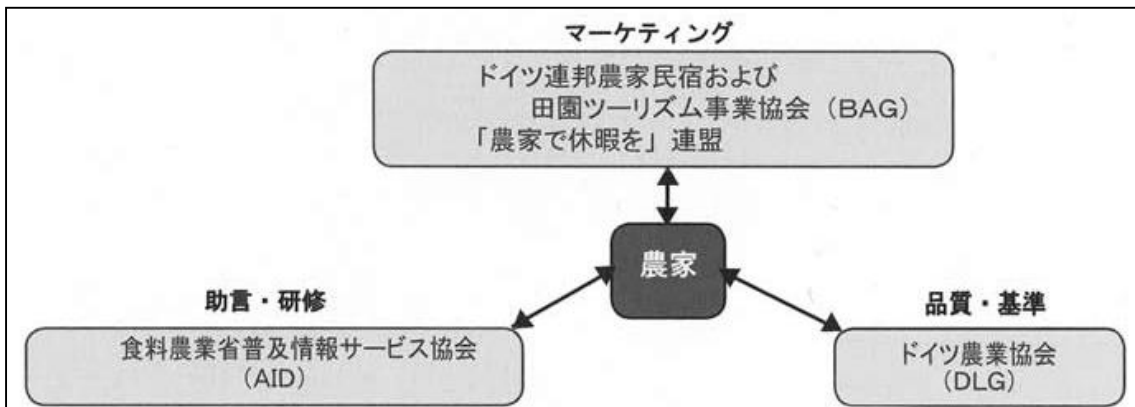 マーケティング
ドイツ連邦農家民宿および
田園ツーリズム事業協会（BAG）
「農家で休暇を」連盟
農家
助言・研修
食料農業省普及情報サービス協会
(AID)
品質・基準
ドイツ農業協会
(DLG)